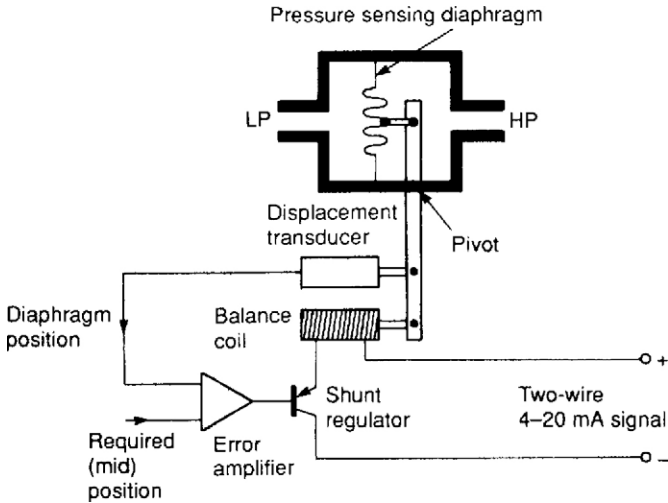 Pressure sensing diaphragm
LP
HP
Displacement
transducer
Pivot
Diaphragm
position
Balance
coil
+
Shunt
regulator
Two-wire
4–20 mA signal
Required
(mid)
position
Error
amplifier
–